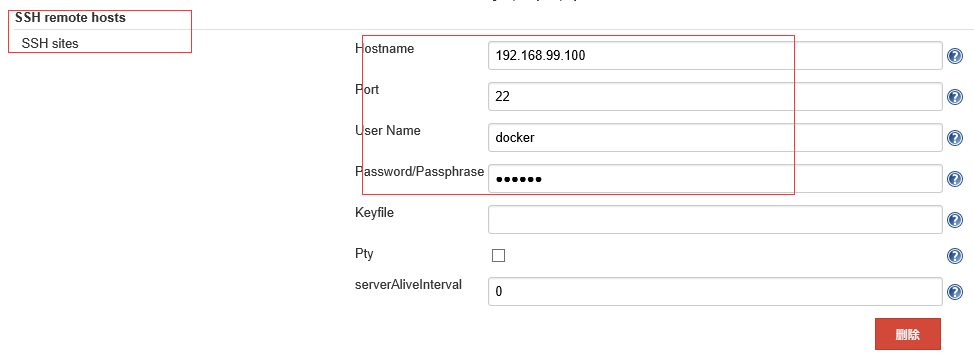 SSH remote hosts
SSH sites
Hostname 192.168.99.100
Port 22
User Name docker
Password/Passphrase ••••••
Keyfile
Pty
serverAliveInterval 0
删除